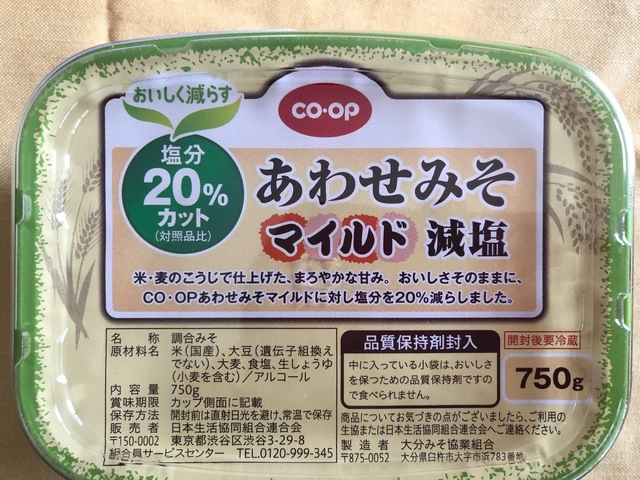 おいしく減らす
CO・OP
塩分
20%
カット
(対照品比)
あわせみそ
マイルド 減塩
米・麦のこうじで仕上げた、まろやかな甘み。おいしさそのままに、
CO・OPあわせみそマイルドに対し塩分を20%減らしました。
名称 調合みそ
原材料名 米(国産)、大豆(遺伝子組換え
でない)、大麦、食塩、生しょうゆ
(小麦を含む)/アルコール
内容量 750g
賞味期限 カップ側面に記載
保存方法 開封前は直射日光を避け、常温で保存
販売者 日本生活協同組合連合会
〒150-0002 東京都渋谷区渋谷3-29-8
組合員サービスセンター TEL.0120-999-345
品質保持剤封入
中に入っている小袋は、おいしさ
を保つための品質保持剤ですの
で食べられません。
開封後要冷蔵
750g
商品についてお気づきの点がございましたら、ご利用の
生協または日本生活協同組合連合会へご連絡ください。
製造者 大分みそ協業組合
〒875-0052 大分県臼杵市大字市浜783番地